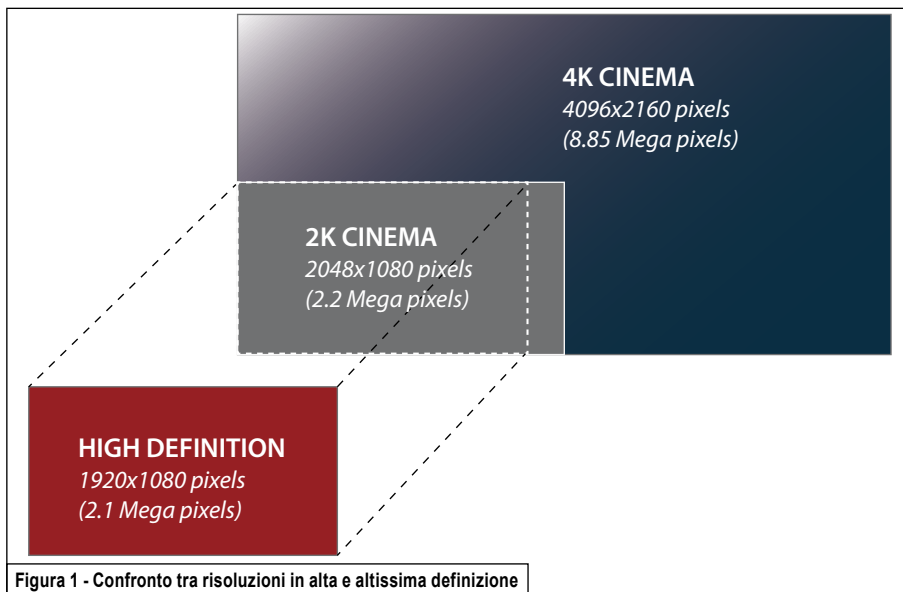 4K CINEMA
4096x2160 pixels
(8.85 Mega pixels)
2K CINEMA
2048x1080 pixels
(2.2 Mega pixels)
HIGH DEFINITION
1920x1080 pixels
(2.1 Mega pixels)
Figura 1 - Confronto tra risoluzioni in alta e altissima definizione